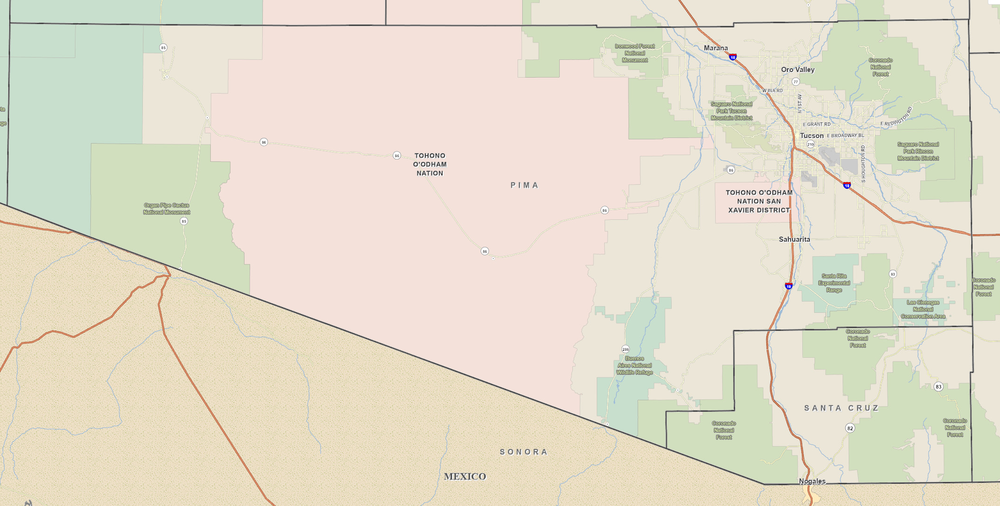 85
Ironwood Forest
National
Monument
Marana
10
Coronado
National
Forest
Oro Valley
77
W INA RD
N 1ST AV
Saguaro National
Park Tucson
Mountain District
E REDINGTON RD
E GRANT RD
Tucson
E BROADWAY BL
210
Saguaro National
Park Rincon
Mountain District
S HOUGHTON RD
ta
ge
86
86
TOHONO
O'ODHAM
NATION
86
PIMA
10
TOHONO O'ODHAM
NATION SAN
XAVIER DISTRICT
Organ Pipe Cactus
National Monument
85
86
Sahuarita
86
83
Santa Rita
Experimental
Range
19
Coronado
National
Forest
Las Cienegas
National
Conservation Area
Coronado
National
Forest
286
Buenos
Aires National
Wildlife Refuge
83
SANTA CRUZ
82
Coronado
National
Forest
Coronado
National
Forest
SONORA
MEXICO
Nogales